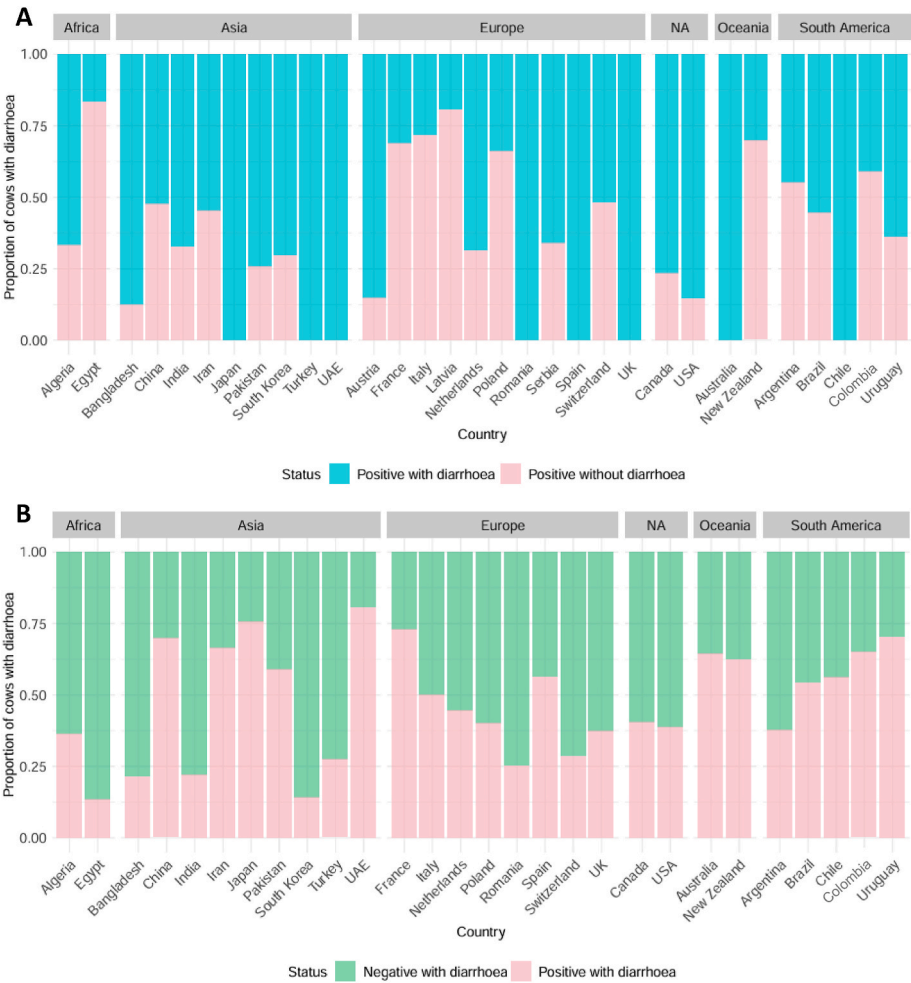 A
Africa Asia Europe NA Oceania South America
Proportion of cows with diarrhoea
1.00
0.75
0.50
0.25
0.00
Algeria Egypt Bangladesh China India Iran Japan Pakistan South Korea Turkey UAE Austria France Italy Latvia Netherlands Poland Romania Serbia Spain Switzerland UK Canada USA Australia New Zealand Argentina Brazil Chile Colombia Uruguay
Country
Status Positive with diarrhoea Positive without diarrhoea
B
Africa Asia Europe NA Oceania South America
Proportion of cows with diarrhoea
1.00
0.75
0.50
0.25
0.00
Algeria Egypt Bangladesh China India Iran Japan Pakistan South Korea Turkey UAE France Italy Netherlands Poland Romania Spain Switzerland UK Canada USA Australia New Zealand Argentina Brazil Chile Colombia Uruguay
Country
Status Negative with diarrhoea Positive with diarrhoea